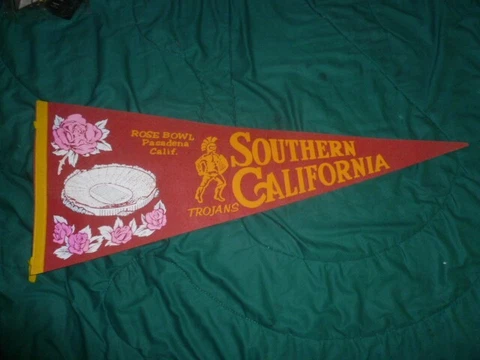 ROSE BOWL
Pasadena
Calif.
SOUTHERN
CALIFORNIA
TROJANS